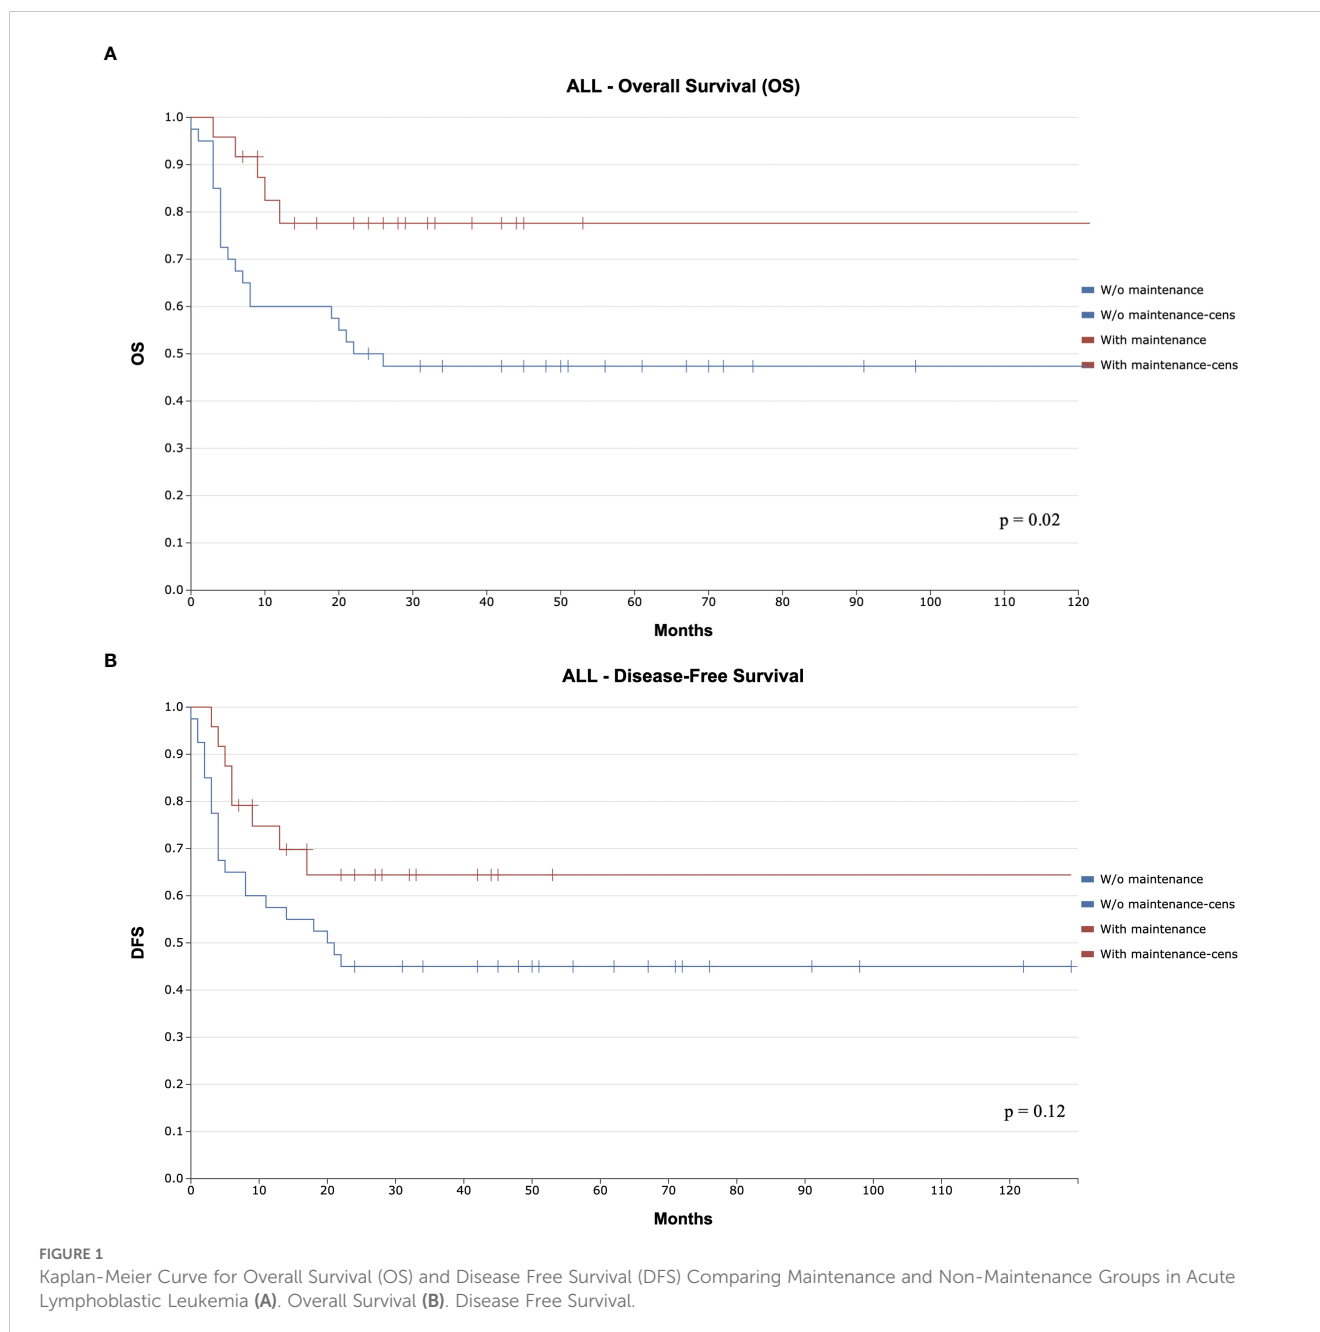 A
ALL - Overall Survival (OS)
1.0
0.9
0.8
0.7
0.6
0.5
0.4
0.3
0.2
0.1
0.0
OS
0 10 20 30 40 50 60 70 80 90 100 110 120
Months
W/o maintenance
W/o maintenance-cens
With maintenance
With maintenance-cens
p = 0.02
B
ALL - Disease-Free Survival
1.0
0.9
0.8
0.7
0.6
0.5
0.4
0.3
0.2
0.1
0.0
DFS
0 10 20 30 40 50 60 70 80 90 100 110 120
Months
W/o maintenance
W/o maintenance-cens
With maintenance
With maintenance-cens
p = 0.12
FIGURE 1
Kaplan-Meier Curve for Overall Survival (OS) and Disease Free Survival (DFS) Comparing Maintenance and Non-Maintenance Groups in Acute
Lymphoblastic Leukemia (A). Overall Survival (B). Disease Free Survival.